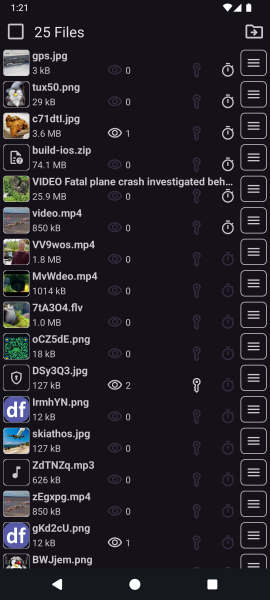 1:21
25 Files
gps.jpg
3 kB 0
tux50.png
29 kB 0
c71dtI.jpg
3.6 MB 1
build-ios.zip
74.1 MB 0
VIDEO Fatal plane crash investigated beh...
25.9 MB 0
video.mp4
850 kB 0
VV9wos.mp4
1.8 MB 0
MvWdeo.mp4
1014 kB 0
7tA3O4.flv
1.0 MB 0
oCZ5dE.png
18 kB 0
DSy3Q3.jpg
127 kB 2
df
IrmhYN.png
12 kB 0
skiathos.jpg
127 kB 0
ZdTNZq.mp3
626 kB 0
zEgxpg.mp4
850 kB 0
df
gKd2cU.png
12 kB 1
BWJjem.png